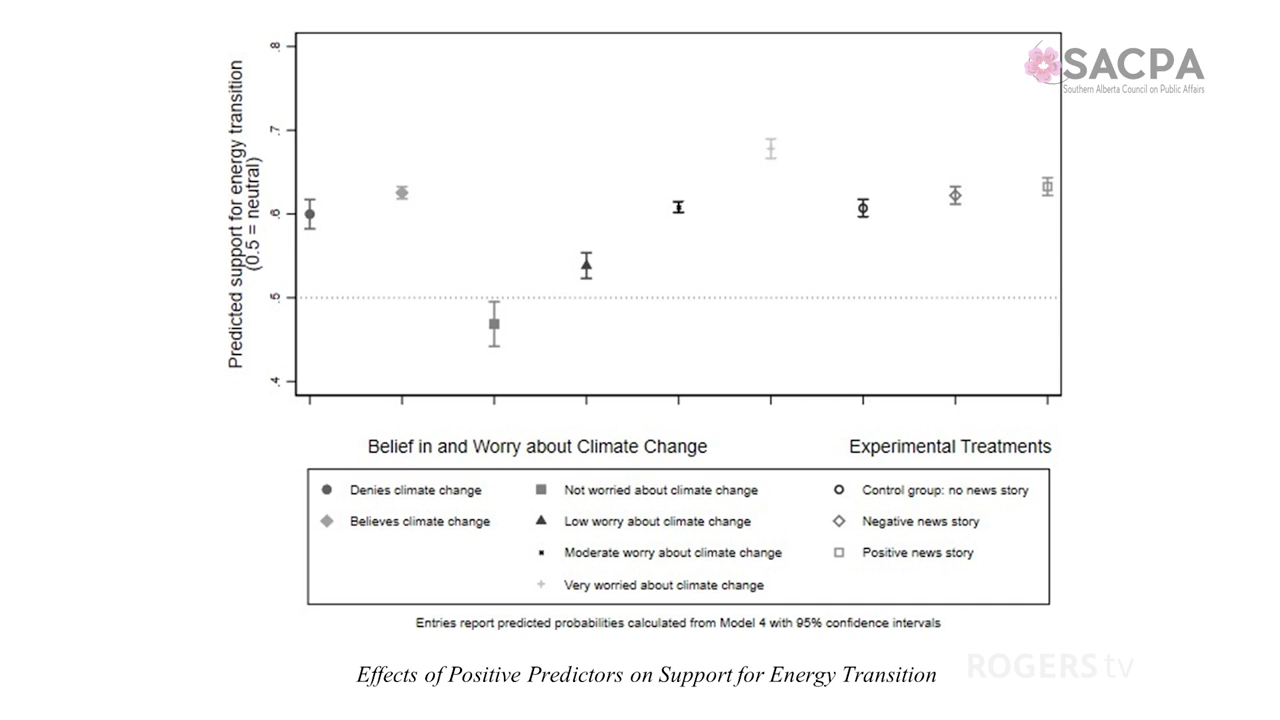 SACPA
Southern Alberta Council on Public Affairs
Predicted support for energy transition
(0.5 = neutral)
.8
.7
.6
.5
.4
Belief in and Worry about Climate Change
Experimental Treatments
Denies climate change
Not worried about climate change
Control group: no news story
Believes climate change
Low worry about climate change
Negative news story
Moderate worry about climate change
Positive news story
Very worried about climate change
Entries report predicted probabilities calculated from Model 4 with 95% confidence intervals
Effects of Positive Predictors on Support for Energy Transition
ROGERS tv